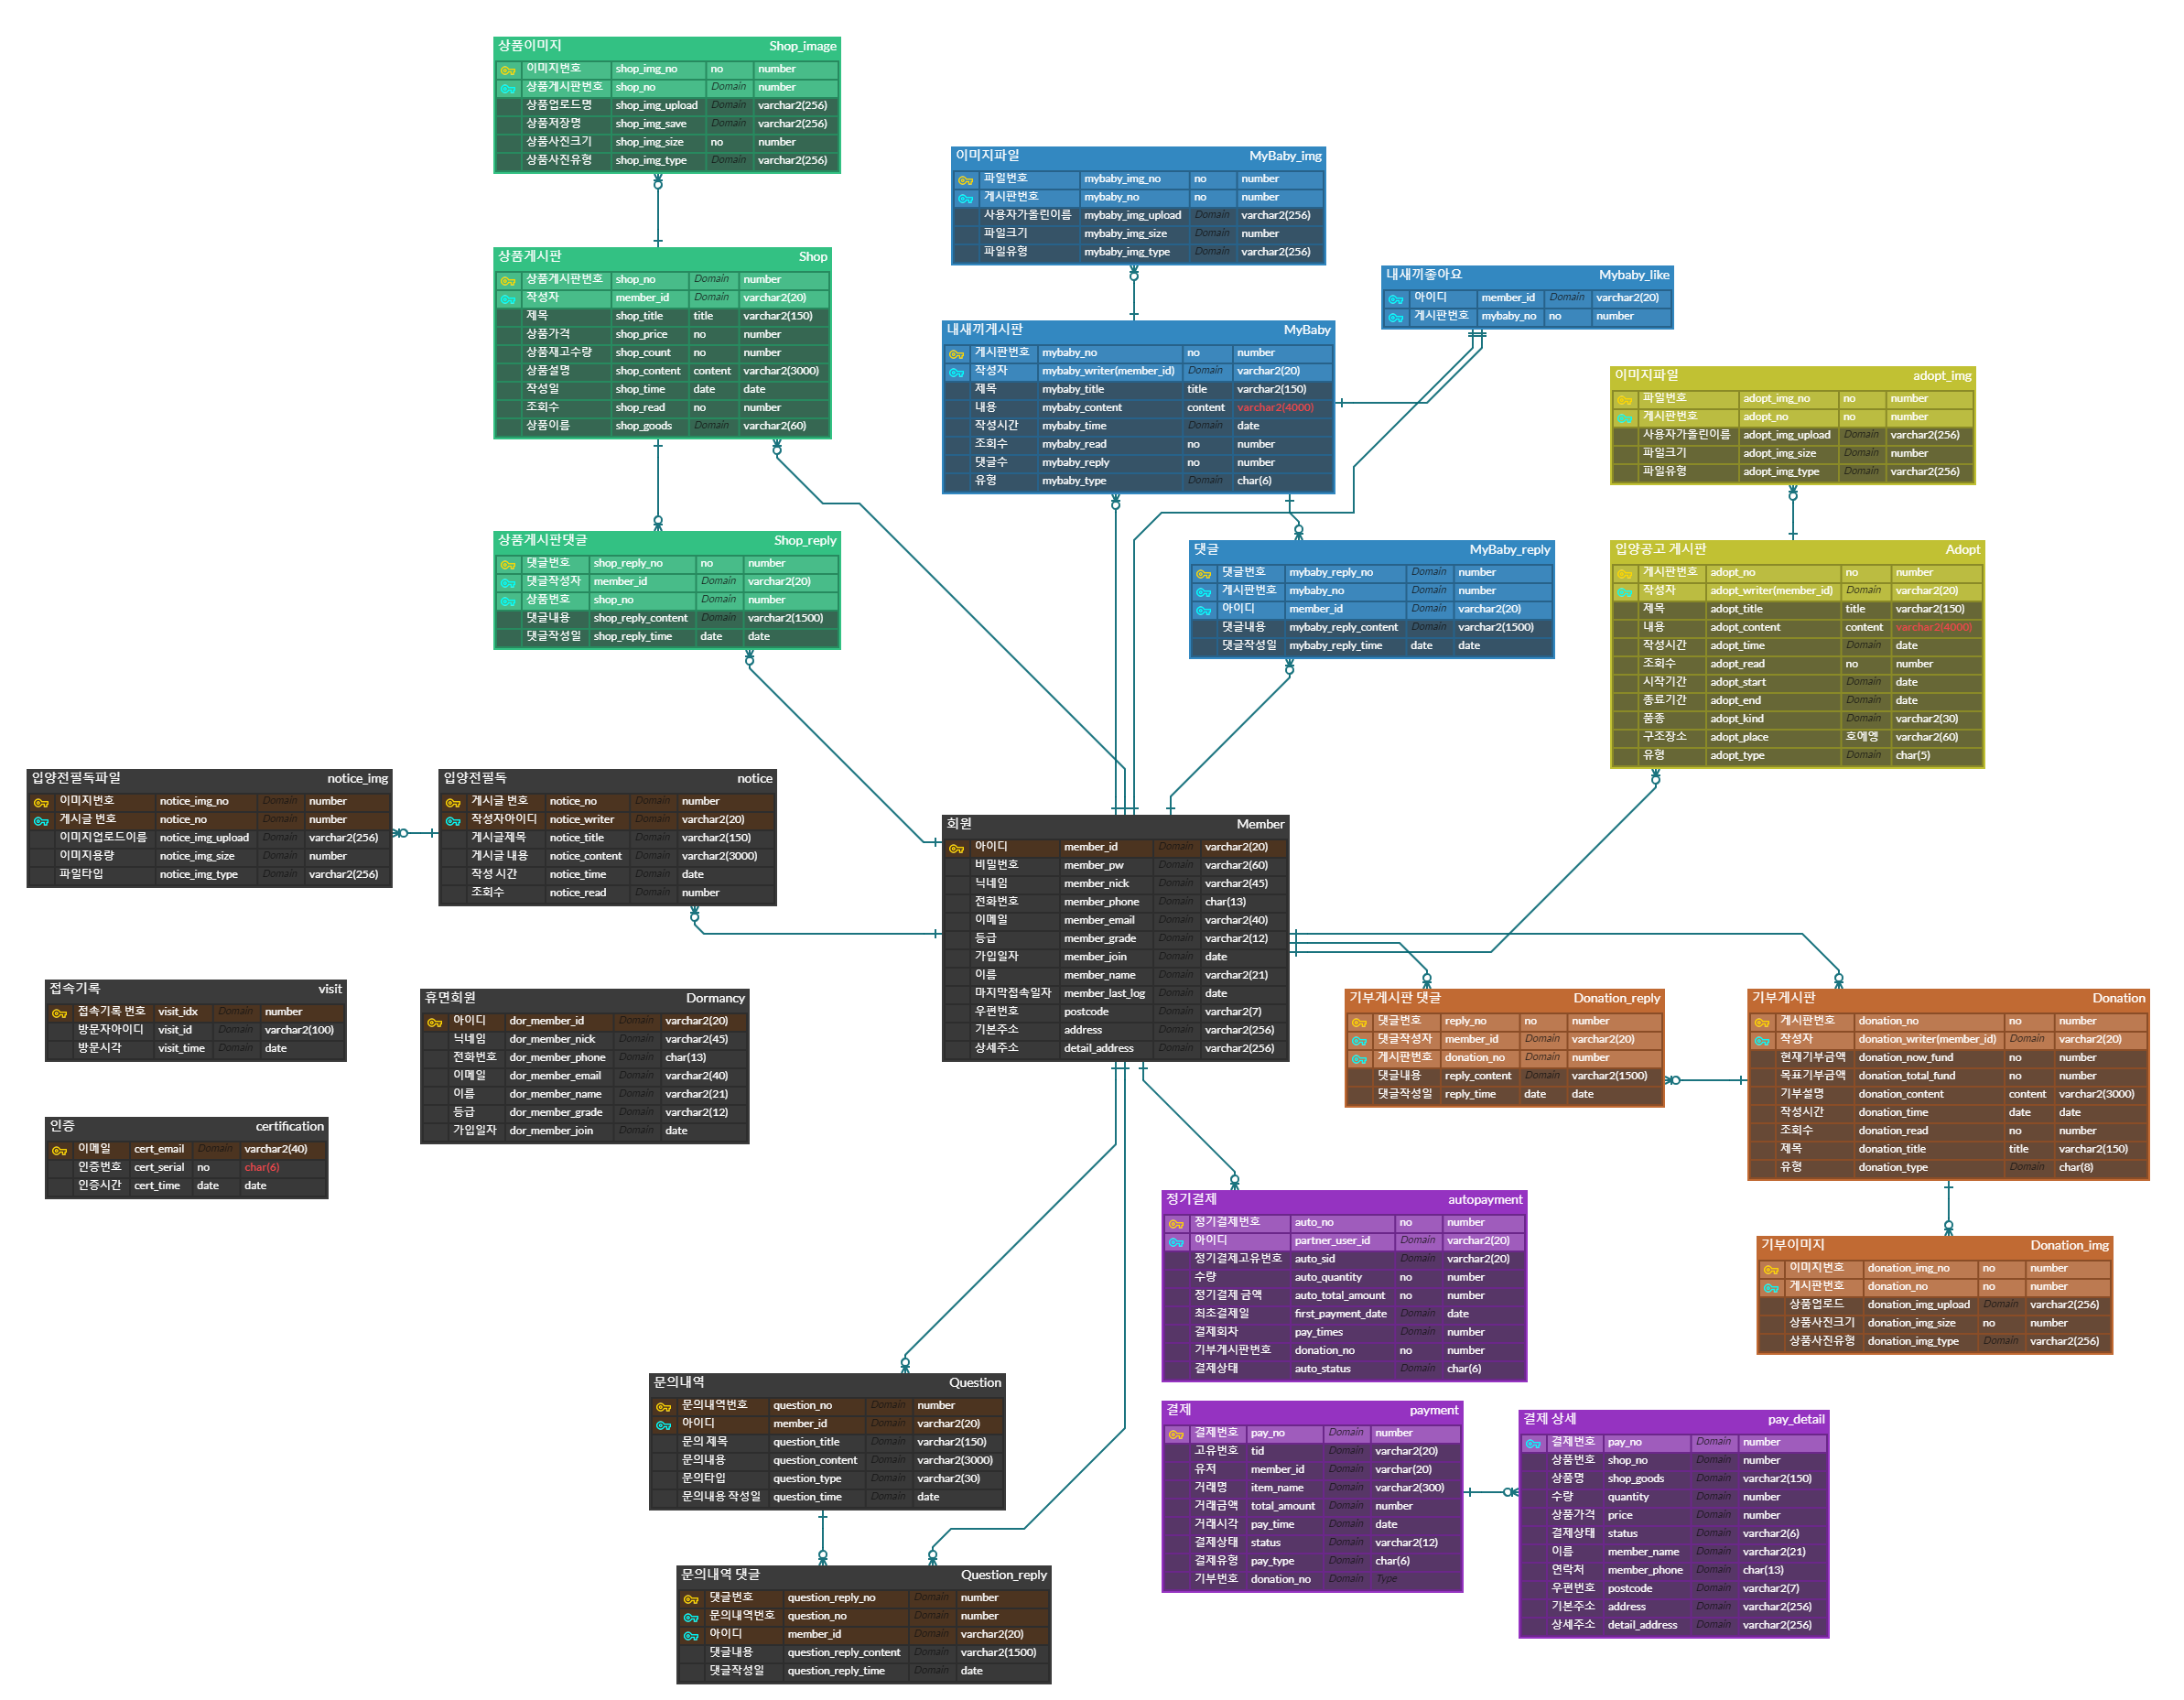 상품이미지 Shop_image
이미지번호 shop_img_no no number
상품게시판번호 shop_no Domain number
상품업로드명 shop_img_upload Domain varchar2(256)
상품저장명 shop_img_save Domain varchar2(256)
상품사진크기 shop_img_size no number
상품사진유형 shop_img_type Domain varchar2(256)
이미지파일 MyBaby_img
파일번호 mybaby_img_no no number
게시판번호 mybaby_no no number
사용자가올린이름 mybaby_img_upload Domain varchar2(256)
파일크기 mybaby_img_size Domain number
파일유형 mybaby_img_type Domain varchar2(256)
상품게시판 Shop
상품게시판번호 shop_no Domain number
작성자 member_id Domain varchar2(20)
제목 shop_title title varchar2(150)
상품가격 shop_price no number
상품재고수량 shop_count no number
상품설명 shop_content content varchar2(3000)
작성일 shop_time date date
조회수 shop_read no number
상품이름 shop_goods Domain varchar2(60)
내새끼좋아요 Mybaby_like
아이디 member_id Domain varchar2(20)
게시판번호 mybaby_no no number
내새끼게시판 MyBaby
게시판번호 mybaby_no no number
작성자 mybaby_writer(member_id) Domain varchar2(20)
제목 mybaby_title title varchar2(150)
내용 mybaby_content content varchar2(4000)
작성시간 mybaby_time Domain date
조회수 mybaby_read no number
댓글수 mybaby_reply no number
유형 mybaby_type Domain char(6)
이미지파일 adopt_img
파일번호 adopt_img_no no number
게시판번호 adopt_no no number
사용자가올린이름 adopt_img_upload Domain varchar2(256)
파일크기 adopt_img_size Domain number
파일유형 adopt_img_type Domain varchar2(256)
상품게시판댓글 Shop_reply
댓글번호 shop_reply_no no number
댓글작성자 member_id Domain varchar2(20)
상품번호 shop_no Domain number
댓글내용 shop_reply_content Domain varchar2(1500)
댓글작성일 shop_reply_time date date
댓글 MyBaby_reply
댓글번호 mybaby_reply_no Domain number
게시판번호 mybaby_no Domain number
아이디 member_id Domain varchar2(20)
댓글내용 mybaby_reply_content Domain varchar2(1500)
댓글작성일 mybaby_reply_time date date
입양공고 게시판 Adopt
게시판번호 adopt_no no number
작성자 adopt_writer(member_id) Domain varchar2(20)
제목 adopt_title title varchar2(150)
내용 adopt_content content varchar2(4000)
작성시간 adopt_time Domain date
조회수 adopt_read no number
시작기간 adopt_start Domain date
종료기간 adopt_end Domain date
품종 adopt_kind Domain varchar2(30)
구조장소 adopt_place 호에엥 varchar2(60)
유형 adopt_type Domain char(5)
입양전필독파일 notice_img
이미지번호 notice_img_no Domain number
게시글 번호 notice_no Domain number
이미지업로드이름 notice_img_upload Domain varchar2(256)
이미지용량 notice_img_size Domain number
파일타입 notice_img_type Domain varchar2(256)
입양전필독 notice
게시글 번호 notice_no Domain number
작성자아이디 notice_writer Domain varchar2(20)
게시글제목 notice_title Domain varchar2(150)
게시글 내용 notice_content Domain varchar2(3000)
작성 시간 notice_time Domain date
조회수 notice_read Domain number
회원 Member
아이디 member_id Domain varchar2(20)
비밀번호 member_pw Domain varchar2(60)
닉네임 member_nick Domain varchar2(45)
전화번호 member_phone Domain char(13)
이메일 member_email Domain varchar2(40)
등급 member_grade Domain varchar2(12)
가입일자 member_join Domain date
이름 member_name Domain varchar2(21)
마지막접속일자 member_last_log Domain date
우편번호 postcode Domain varchar2(7)
기본주소 address Domain varchar2(256)
상세주소 detail_address Domain varchar2(256)
접속기록 visit
접속기록 번호 visit_idx Domain number
방문자아이디 visit_id Domain varchar2(100)
방문시각 visit_time Domain date
휴면회원 Dormancy
아이디 dor_member_id Domain varchar2(20)
닉네임 dor_member_nick Domain varchar2(45)
전화번호 dor_member_phone Domain char(13)
이메일 dor_member_email Domain varchar2(40)
이름 dor_member_name Domain varchar2(21)
등급 dor_member_grade Domain varchar2(12)
가입일자 dor_member_join Domain date
기부게시판 댓글 Donation_reply
댓글번호 reply_no no number
댓글작성자 member_id Domain varchar2(20)
게시판번호 donation_no Domain number
댓글내용 reply_content Domain varchar2(1500)
댓글작성일 reply_time date date
기부게시판 Donation
게시판번호 donation_no no number
작성자 donation_writer(member_id) Domain varchar2(20)
현재기부금액 donation_now_fund no number
목표기부금액 donation_total_fund no number
기부설명 donation_content content varchar2(3000)
작성시간 donation_time date date
조회수 donation_read no number
제목 donation_title title varchar2(150)
유형 donation_type Domain char(8)
인증 certification
이메일 cert_email Domain varchar2(40)
인증번호 cert_serial no char(6)
인증시간 cert_time date date
정기결제 autopayment
정기결제번호 auto_no no number
아이디 partner_user_id Domain varchar2(20)
정기결제고유번호 auto_sid Domain varchar2(20)
수량 auto_quantity no number
정기결제 금액 auto_total_amount no number
최초결제일 first_payment_date Domain date
결제회차 pay_times Domain number
기부게시판번호 donation_no no number
결제상태 auto_status Domain char(6)
기부이미지 Donation_img
이미지번호 donation_img_no no number
게시판번호 donation_no no number
상품업로드 donation_img_upload Domain varchar2(256)
상품사진크기 donation_img_size no number
상품사진유형 donation_img_type Domain varchar2(256)
문의내역 Question
문의내역번호 question_no Domain number
아이디 member_id Domain varchar2(20)
문의 제목 question_title Domain varchar2(150)
문의내용 question_content Domain varchar2(3000)
문의타입 question_type Domain varchar2(30)
문의내용 작성일 question_time Domain date
결제 payment
결제번호 pay_no Domain number
고유번호 tid Domain varchar2(20)
유저 member_id Domain varchar(20)
거래명 item_name Domain varchar2(300)
거래금액 total_amount Domain number
거래시각 pay_time Domain date
결제상태 status Domain varchar2(12)
결제유형 pay_type Domain char(6)
기부번호 donation_no Domain Type
결제 상세 pay_detail
결제번호 pay_no Domain number
상품번호 shop_no Domain number
상품명 shop_goods Domain varchar2(150)
수량 quantity Domain number
상품가격 price Domain number
결제상태 status Domain varchar2(6)
이름 member_name Domain varchar2(21)
연락처 member_phone Domain char(13)
우편번호 postcode Domain varchar2(7)
기본주소 address Domain varchar2(256)
상세주소 detail_address Domain varchar2(256)
문의내역 댓글 Question_reply
댓글번호 question_reply_no Domain number
문의내역번호 question_no Domain number
아이디 member_id Domain varchar2(20)
댓글내용 question_reply_content Domain varchar2(1500)
댓글작성일 question_reply_time Domain date